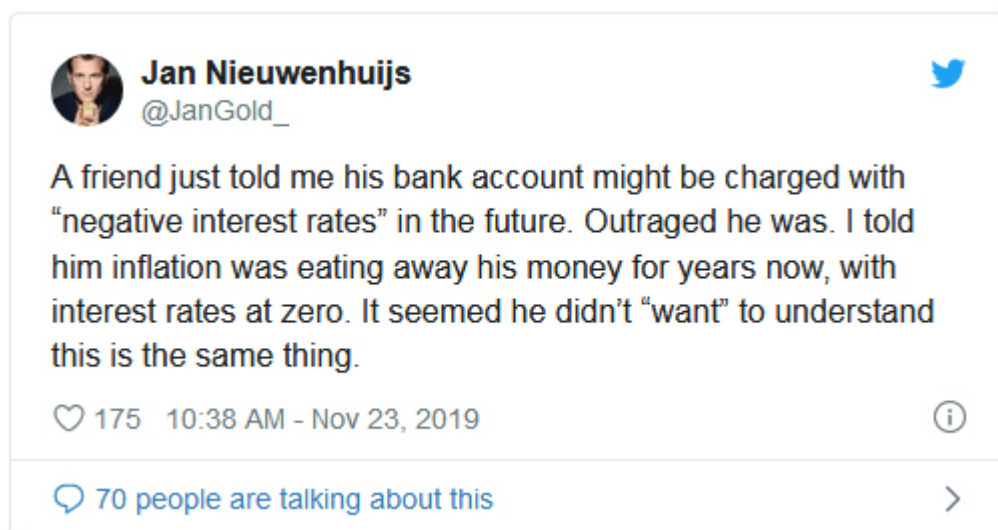 Jan Nieuwenhuijs
@JanGold_
A friend just told me his bank account might be charged with
“negative interest rates” in the future. Outraged he was. I told
him inflation was eating away his money for years now, with
interest rates at zero. It seemed he didn’t “want” to understand
this is the same thing.
175 10:38 AM - Nov 23, 2019
70 people are talking about this